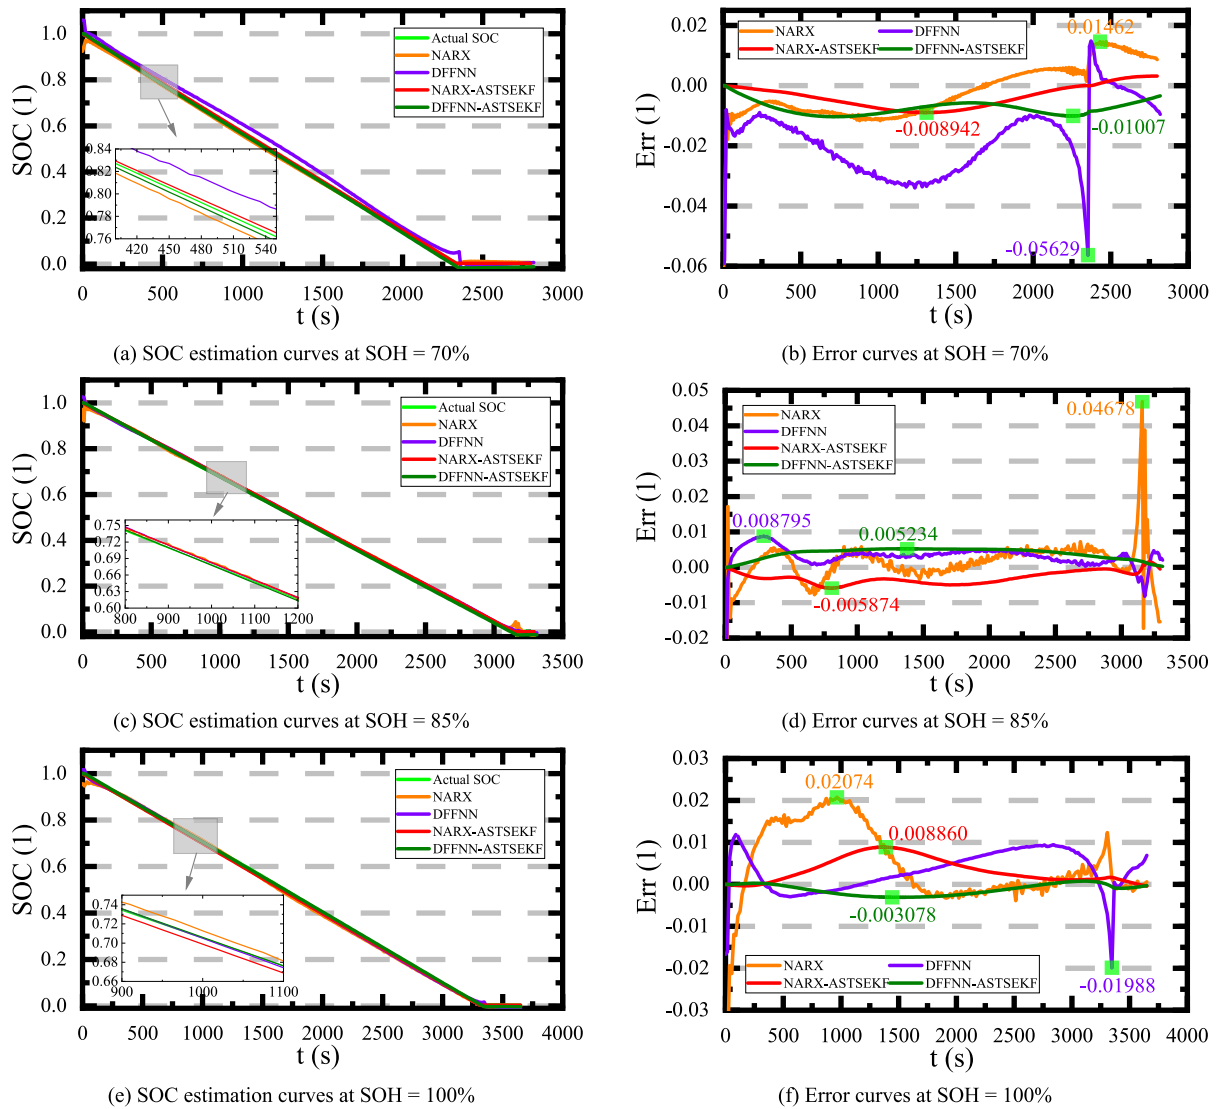 1.0
0.8
0.6
0.4
0.2
0.0
SOC (1)
Actual SOC
NARX
DFFNN
NARX-ASTSEKF
DFFNN-ASTSEKF
0.84
0.82
0.80
0.78
0.76
420 450 480 510 540
0 500 1000 1500 2000 2500 3000
t (s)
(a) SOC estimation curves at SOH = 70%
0.02
0.00
-0.02
-0.04
-0.06
Err (1)
NARX DFFNN
NARX-ASTSEKF DFFNN-ASTSEKF
0.01462
-0.008942
-0.01007
-0.05629
0 500 1000 1500 2000 2500 3000
t (s)
(b) Error curves at SOH = 70%
1.0
0.8
0.6
0.4
0.2
0.0
SOC (1)
Actual SOC
NARX
DFFNN
NARX-ASTSEKF
DFFNN-ASTSEKF
0.75
0.72
0.69
0.66
0.63
0.60
800 900 1000 1100 1200
0 500 1000 1500 2000 2500 3000 3500
t (s)
(c) SOC estimation curves at SOH = 85%
0.05
0.04
0.03
0.02
0.01
0.00
-0.01
-0.02
Err (1)
NARX
DFFNN
NARX-ASTSEKF
DFFNN-ASTSEKF
0.04678
0.008795
0.005234
-0.005874
0 500 1000 1500 2000 2500 3000 3500
t (s)
(d) Error curves at SOH = 85%
1.0
0.8
0.6
0.4
0.2
0.0
SOC (1)
Actual SOC
NARX
DFFNN
NARX-ASTSEKF
DFFNN-ASTSEKF
0.74
0.72
0.70
0.68
0.66
900 1000 1100
0 500 1000 1500 2000 2500 3000 3500 4000
t (s)
(e) SOC estimation curves at SOH = 100%
0.03
0.02
0.01
0.00
-0.01
-0.02
-0.03
Err (1)
0.02074
0.008860
-0.003078
-0.01988
NARX DFFNN
NARX-ASTSEKF DFFNN-ASTSEKF
0 500 1000 1500 2000 2500 3000 3500 4000
t (s)
(f) Error curves at SOH = 100%